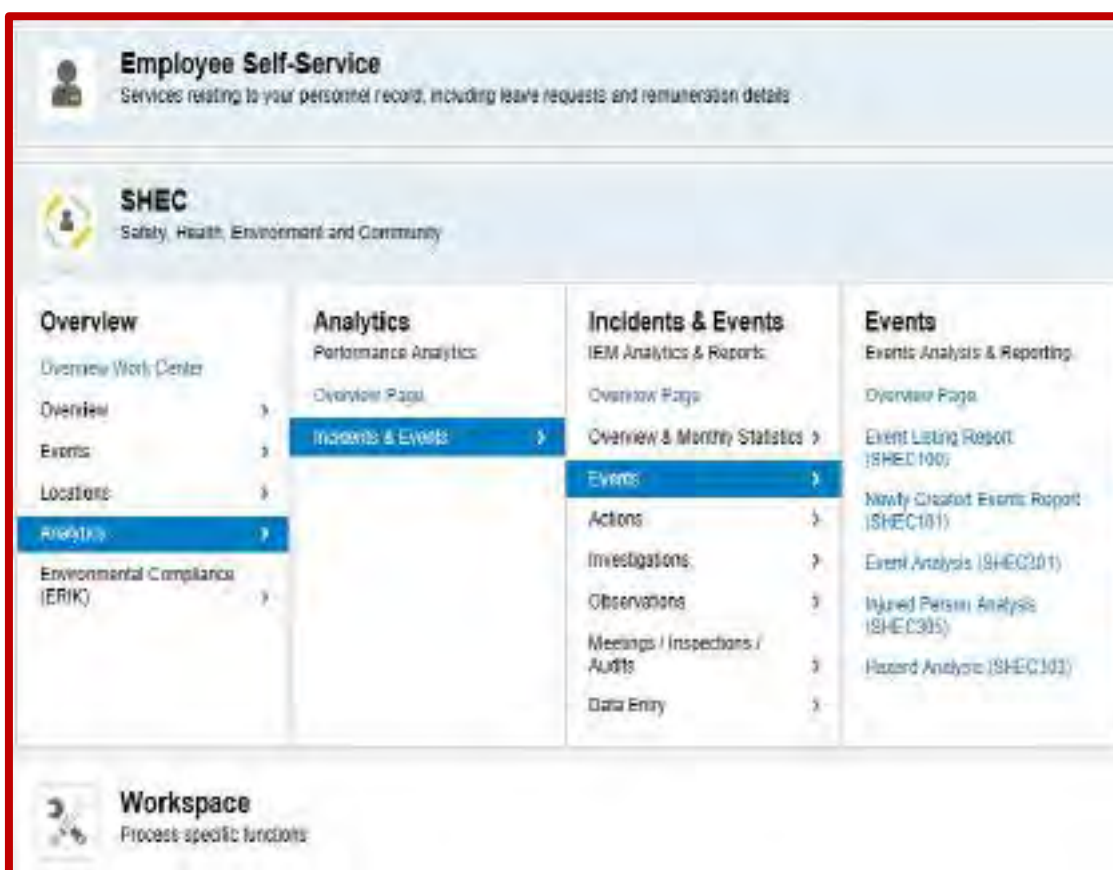 Employee Self-Service
Services relating to your personnel record, including leave requests and remuneration details
SHEC
Safety, Health, Environment and Community
Overview
Overview Work Center
Overview
Events
Locations
Analytics
Environmental Compliance
(ERIK)
Analytics
Performance Analytics
Overview Page
Incidents & Events
Incidents & Events
IEM Analytics & Reports
Overview Page
Overview & Monthly Statistics
Events
Actions
Investigations
Observations
Meetings / Inspections /
Audits
Data Entry
Events
Events Analysis & Reporting
Overview Page
Event Listing Report
(SHEC100)
Newly Created Events Report
(SHEC101)
Event Analysis (SHEC301)
Injured Person Analysis
(SHEC305)
Hazard Analysis (SHEC303)
Workspace
Process specific functions